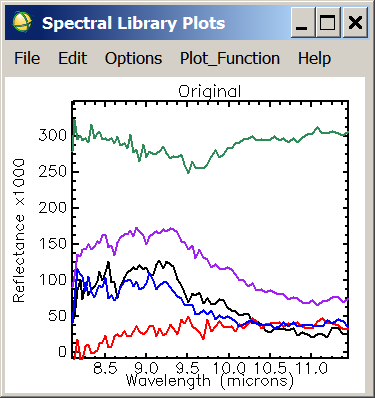 Spectral Library Plots
File Edit Options Plot_Function Help
Original
300
250
200
150
100
50
0
Reflectance x1000
8.5 9.0 9.5 10.0 10.5 11.0
Wavelength (microns)